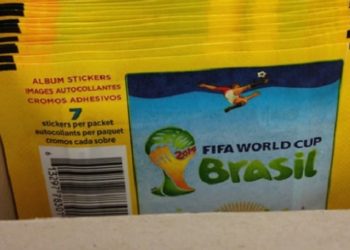 ALBUM STICKERS
IMAGES AUTOCOLLANTES
CROMOS ADHESIVOS
7
stickers per packet
autocollants per paquet
cromos cada sobre
2014
FIFA WORLD CUP
Brasil